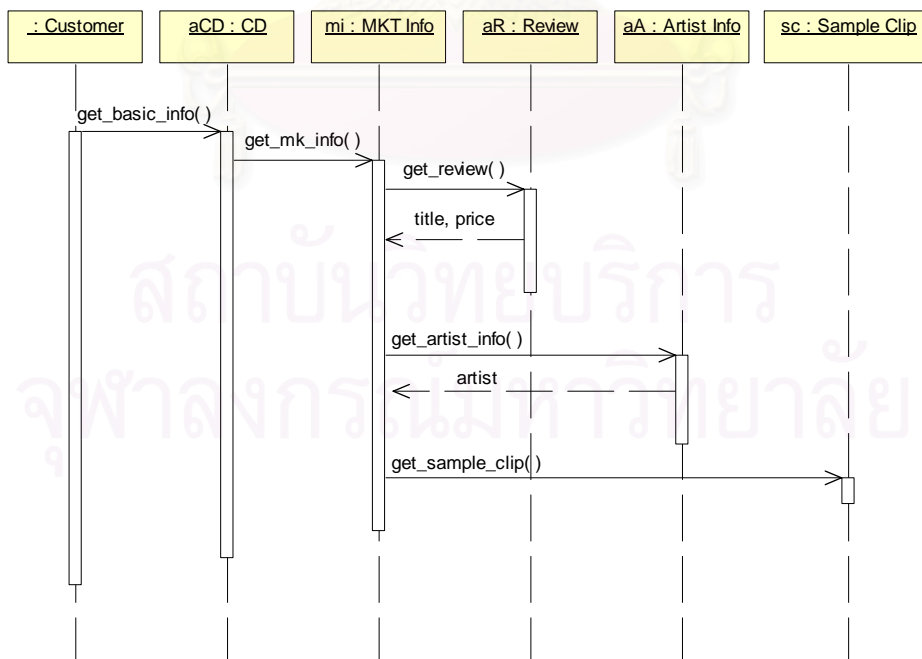 : Customer
aCD : CD
mi : MKT Info
aR : Review
aA : Artist Info
sc : Sample Clip
get_basic_info( )
get_mk_info( )
get_review( )
title, price
get_artist_info( )
artist
get_sample_clip( )
สถาบันวิทยบริการ
จุฬาลงกรณ์มหาวิทยาลัย